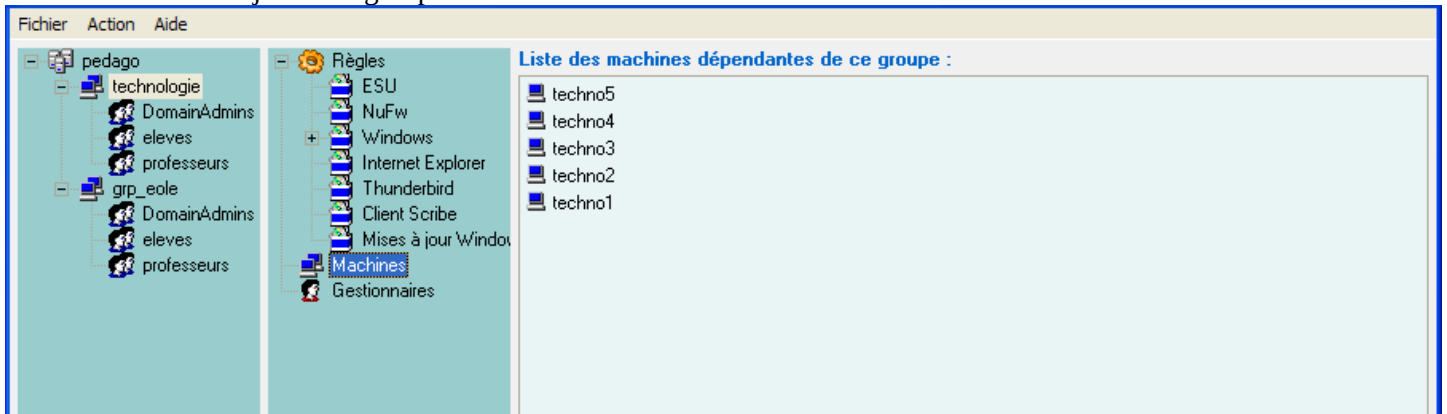 Fichier Action Aide
pedago
technologie
DomainAdmins
eleves
professeurs
grp_eole
DomainAdmins
eleves
professeurs
Règles
ESU
NuFw
Windows
Internet Explorer
Thunderbird
Client Scribe
Mises à jour Windov
Machines
Gestionnaires
Liste des machines dépendantes de ce groupe :
techno5
techno4
techno3
techno2
techno1